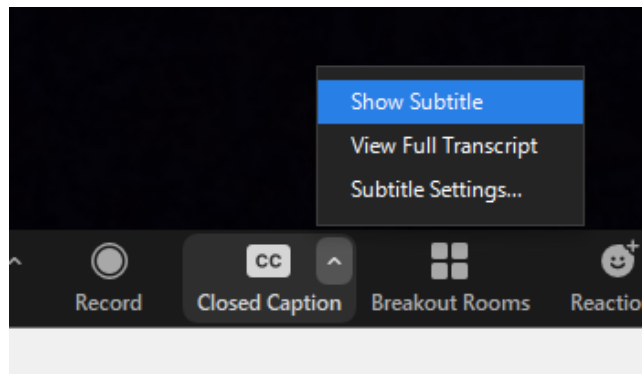 Show Subtitle
View Full Transcript
Subtitle Settings...
CC
Record
Closed Caption
Breakout Rooms
Reactio